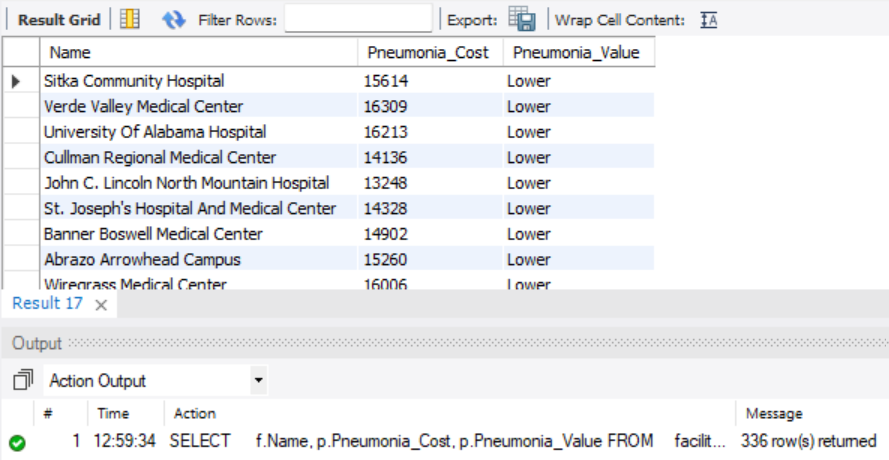 Result Grid Filter Rows: Export: Wrap Cell Content: IA
Name Pneumonia_Cost Pneumonia_Value
Sitka Community Hospital 15614 Lower
Verde Valley Medical Center 16309 Lower
University Of Alabama Hospital 16213 Lower
Cullman Regional Medical Center 14136 Lower
John C. Lincoln North Mountain Hospital 13248 Lower
St. Joseph's Hospital And Medical Center 14328 Lower
Banner Boswell Medical Center 14902 Lower
Abrazo Arrowhead Campus 15260 Lower
Wiregrass Medical Center 16006 Lower
Result 17 ×
Output
Action Output
# Time Action Message
1 12:59:34 SELECT f.Name, p.Pneumonia_Cost, p.Pneumonia_Value FROM facilit... 336 row(s) returned